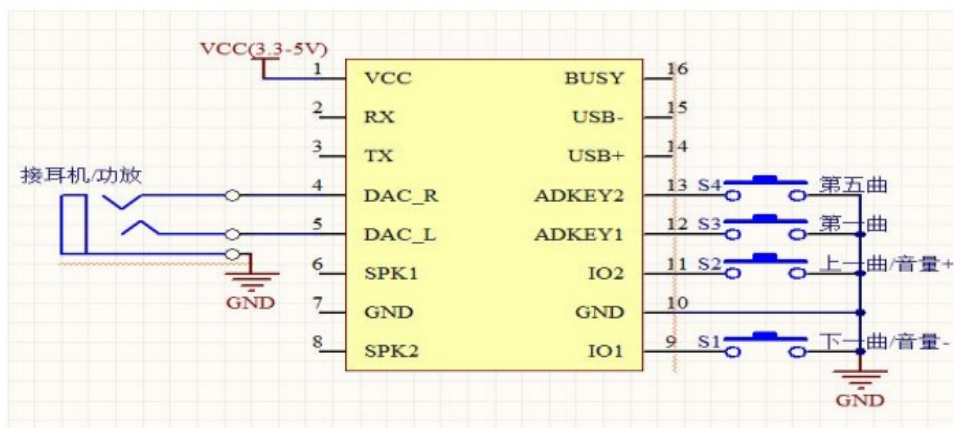 VCC(3.3-5V)
1 VCC BUSY 16
2 RX USB- 15
3 TX USB+ 14
接耳机/功放
4 DAC_R ADKEY2 13 S4 第五曲
5 DAC_L ADKEY1 12 S3 第一曲
6 SPK1 IO2 11 S2 上一曲/音量+
GND
7 GND GND 10
8 SPK2 IO1 9 S1 下一曲/音量-
GND